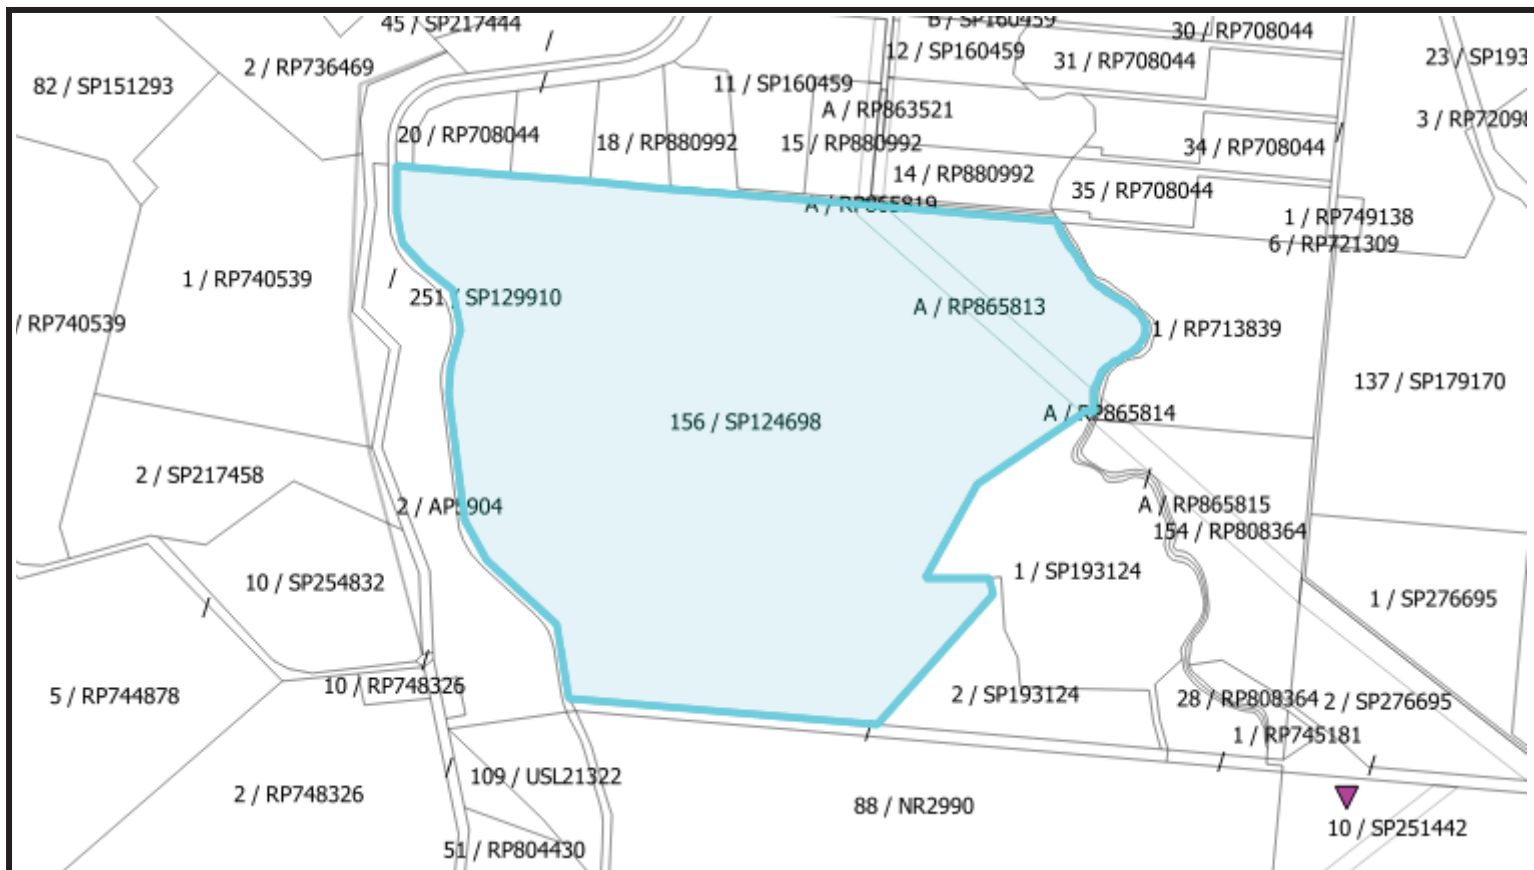 45 / SP217444
B / SP160459
30 / RP708044
12 / SP160459
23 / SP193
2 / RP736469
31 / RP708044
82 / SP151293
11 / SP160459
A / RP863521
3 / RP72098
20 / RP708044
18 / RP880992
15 / RP880992
34 / RP708044
14 / RP880992
35 / RP708044
A / RP865819
1 / RP749138
6 / RP721309
1 / RP740539
251 / SP129910
A / RP865813
/ RP740539
1 / RP713839
137 / SP179170
156 / SP124698
A / RP865814
2 / SP217458
2 / AP5904
A / RP865815
154 / RP808364
10 / SP254832
1 / SP193124
1 / SP276695
5 / RP744878
10 / RP748326
2 / SP193124
28 / RP808364
2 / SP276695
1 / RP745181
109 / USL21322
2 / RP748326
88 / NR2990
10 / SP251442
51 / RP804430